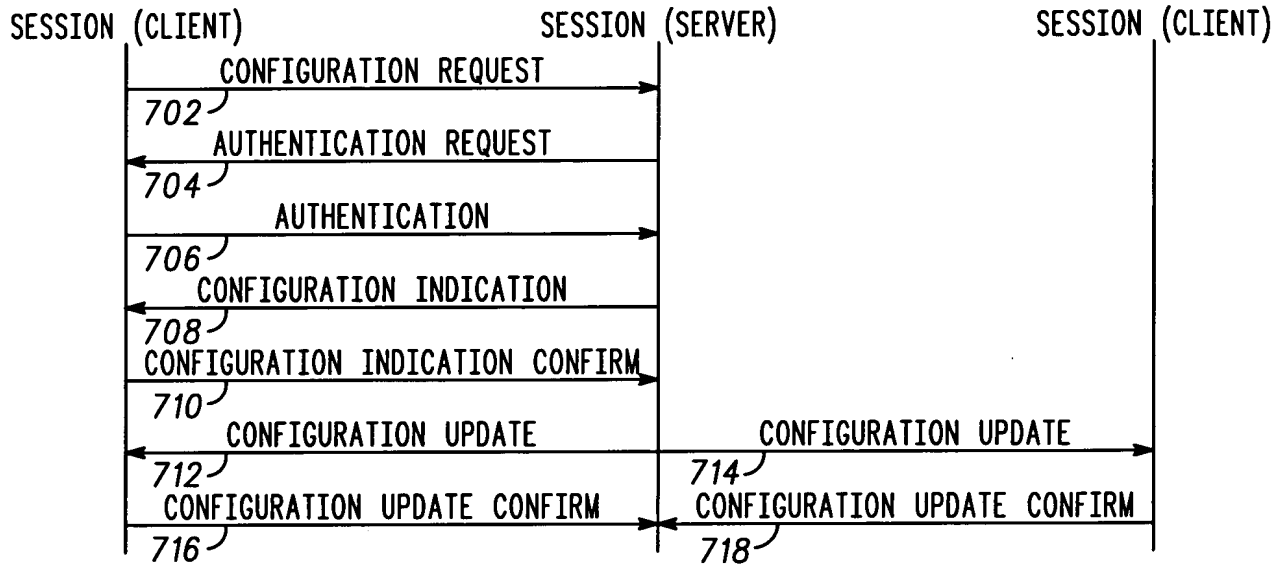 SESSION (CLIENT) SESSION (SERVER) SESSION (CLIENT)
CONFIGURATION REQUEST
702
AUTHENTICATION REQUEST
704
AUTHENTICATION
706
CONFIGURATION INDICATION
708
CONFIGURATION INDICATION CONFIRM
710
CONFIGURATION UPDATE CONFIGURATION UPDATE
712 714
CONFIGURATION UPDATE CONFIRM CONFIGURATION UPDATE CONFIRM
716 718